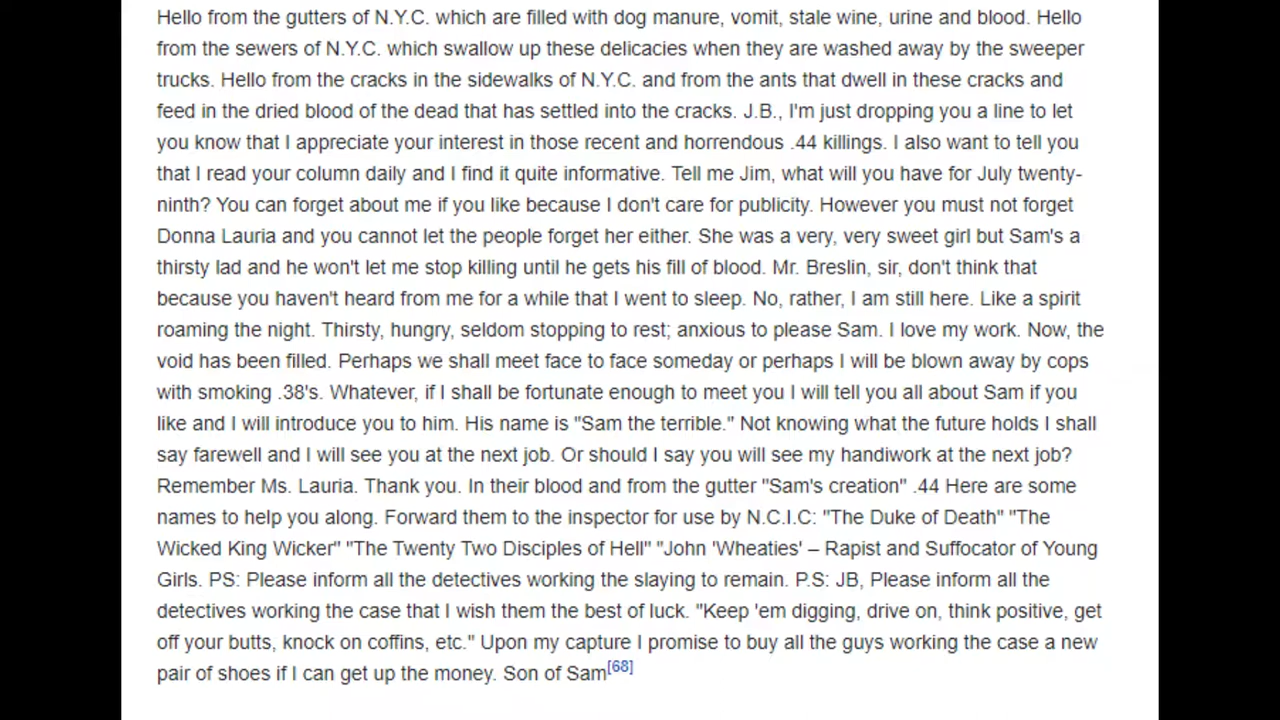 Hello from the gutters of N.Y.C. which are filled with dog manure, vomit, stale wine, urine and blood. Hello
from the sewers of N.Y.C. which swallow up these delicacies when they are washed away by the sweeper
trucks. Hello from the cracks in the sidewalks of N.Y.C. and from the ants that dwell in these cracks and
feed in the dried blood of the dead that has settled into the cracks. J.B., I'm just dropping you a line to let
you know that I appreciate your interest in those recent and horrendous .44 killings. I also want to tell you
that I read your column daily and I find it quite informative. Tell me Jim, what will you have for July twenty-
ninth? You can forget about me if you like because I don't care for publicity. However you must not forget
Donna Lauria and you cannot let the people forget her either. She was a very, very sweet girl but Sam's a
thirsty lad and he won't let me stop killing until he gets his fill of blood. Mr. Breslin, sir, don't think that
because you haven't heard from me for a while that I went to sleep. No, rather, I am still here. Like a spirit
roaming the night. Thirsty, hungry, seldom stopping to rest; anxious to please Sam. I love my work. Now, the
void has been filled. Perhaps we shall meet face to face someday or perhaps I will be blown away by cops
with smoking .38's. Whatever, if I shall be fortunate enough to meet you I will tell you all about Sam if you
like and I will introduce you to him. His name is "Sam the terrible." Not knowing what the future holds I shall
say farewell and I will see you at the next job. Or should I say you will see my handiwork at the next job?
Remember Ms. Lauria. Thank you. In their blood and from the gutter "Sam's creation" .44 Here are some
names to help you along. Forward them to the inspector for use by N.C.I.C: "The Duke of Death" "The
Wicked King Wicker" "The Twenty Two Disciples of Hell" "John 'Wheaties' – Rapist and Suffocator of Young
Girls. PS: Please inform all the detectives working the slaying to remain. P.S: JB, Please inform all the
detectives working the case that I wish them the best of luck. "Keep 'em digging, drive on, think positive, get
off your butts, knock on coffins, etc." Upon my capture I promise to buy all the guys working the case a new
pair of shoes if I can get up the money. Son of Sam[68]